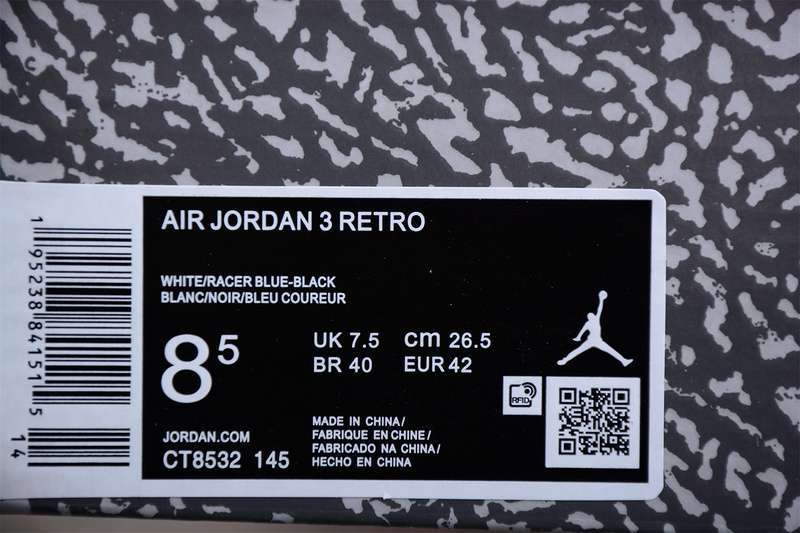 AIR JORDAN 3 RETRO
WHITE/RACER BLUE-BLACK
BLANC/NOIR/BLEU COUREUR
8⁵
UK 7.5 cm 26.5
BR 40 EUR 42
RFID
MADE IN CHINA/
FABRIQUE EN CHINE/
FABRICADO NA CHINA/
HECHO EN CHINA
JORDAN.COM
CT8532 145
1 95238 84151 5
14